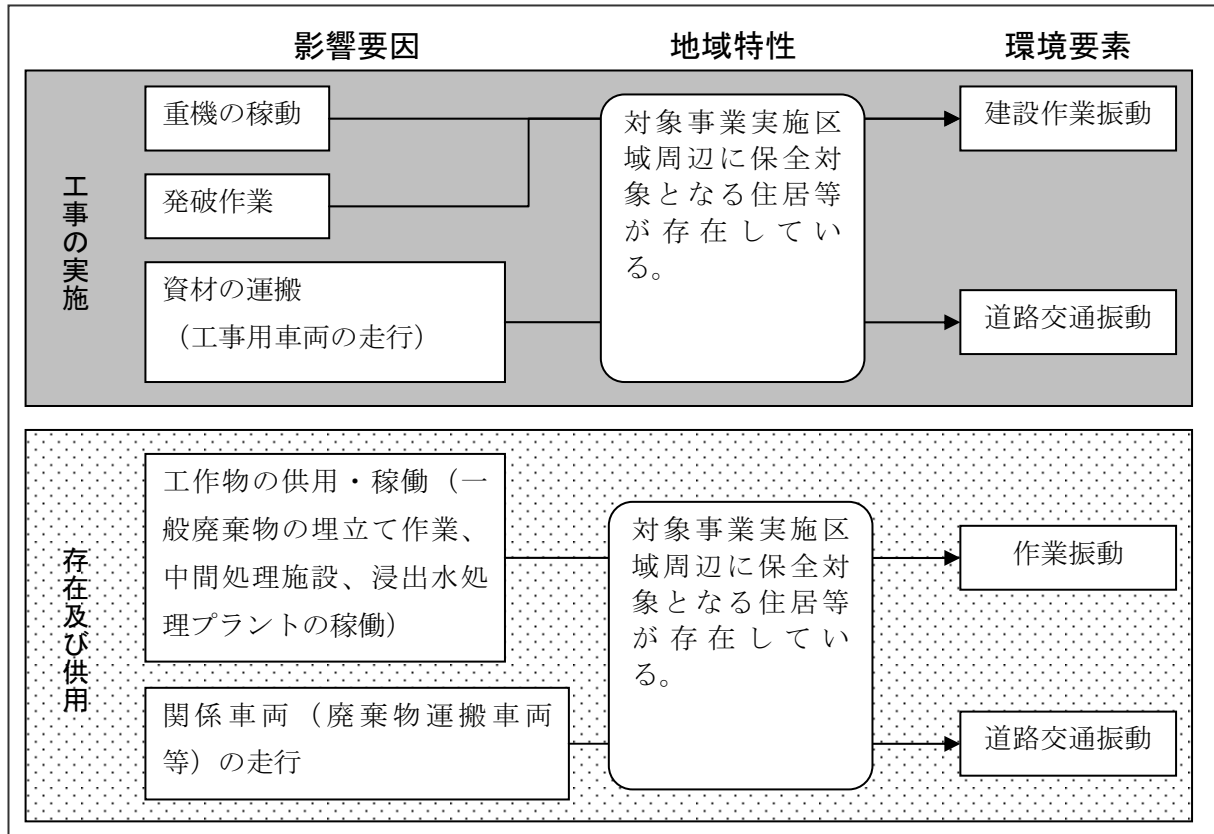 影響要因
地域特性
環境要素
工事の実施
重機の稼動
発破作業
資材の運搬
（工事用車両の走行）
対象事業実施区
域周辺に保全対
象となる住居等
が存在してい
る。
建設作業振動
道路交通振動
存在及び供用
工作物の供用・稼働（一
般廃棄物の埋立て作業、
中間処理施設、浸出水処
理プラントの稼働）
関係車両（廃棄物運搬車両
等）の走行
対象事業実施区
域周辺に保全対
象となる住居等
が存在してい
る。
作業振動
道路交通振動